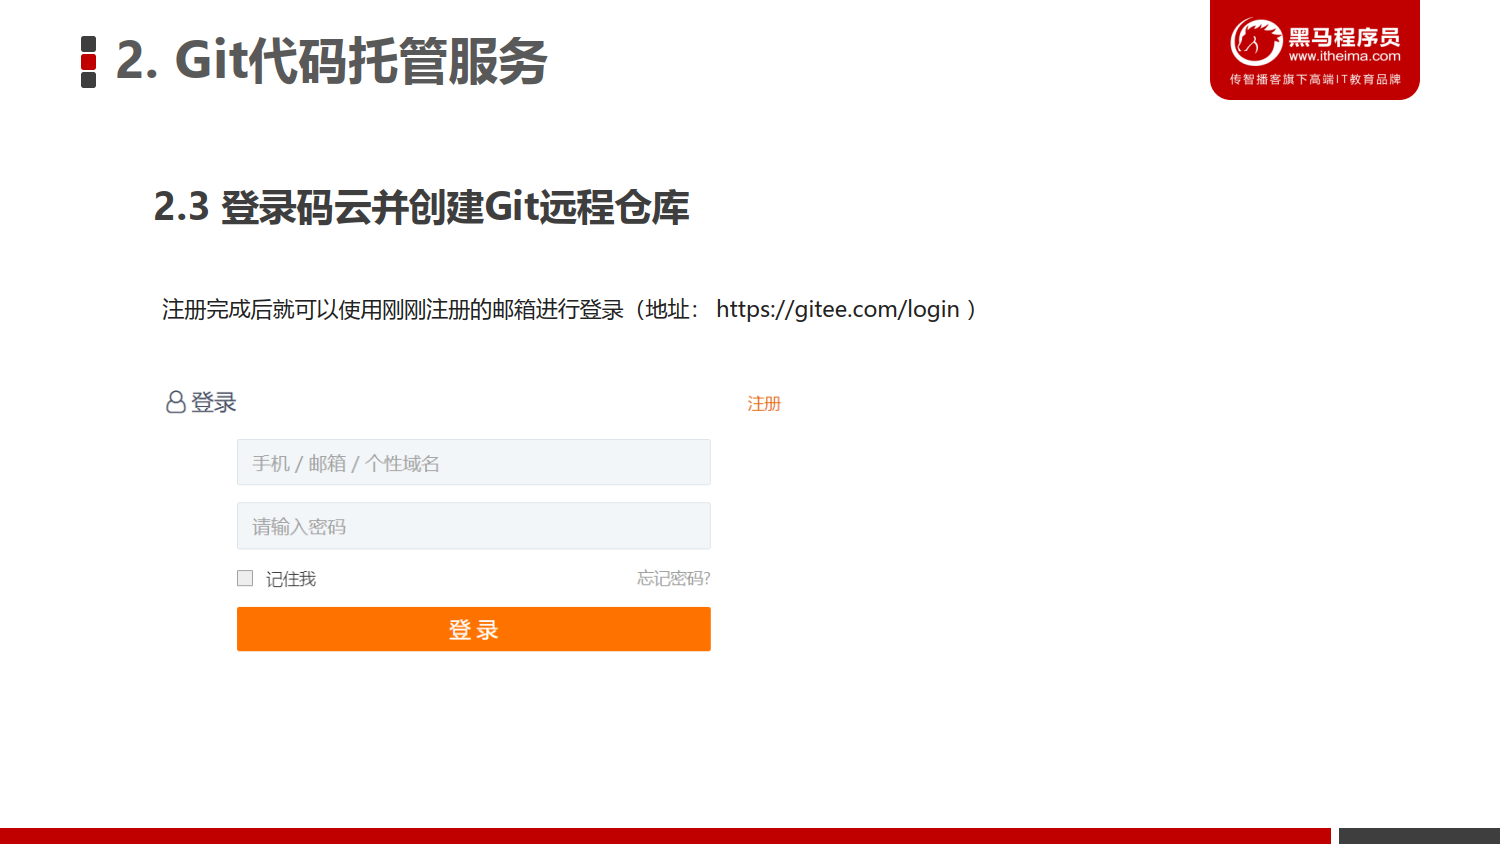 2. Git代码托管服务
黑马程序员
www.itheima.com
传智播客旗下高端IT教育品牌
2.3 登录码云并创建Git远程仓库
注册完成后就可以使用刚刚注册的邮箱进行登录（地址： https://gitee.com/login ）
登录
注册
手机 / 邮箱 / 个性域名
请输入密码
记住我
忘记密码?
登 录